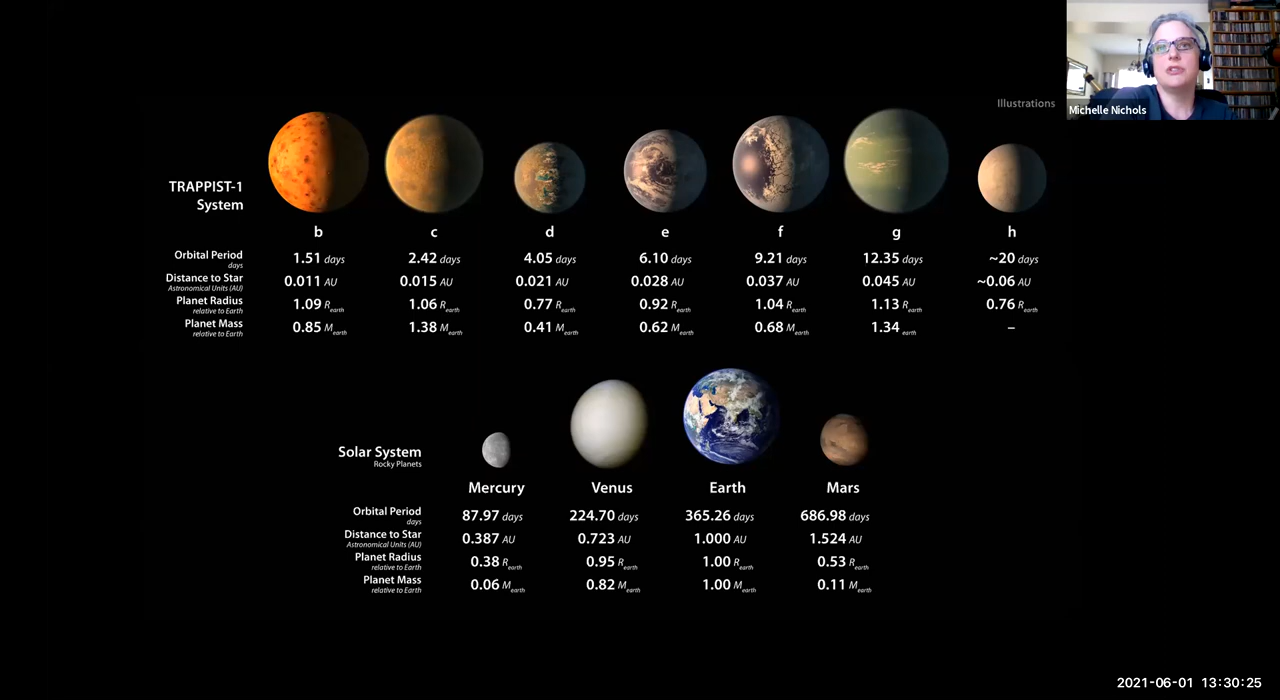 Michelle Nichols
Illustrations
TRAPPIST-1
System
b c d e f g h
Orbital Period 1.51 days 2.42 days 4.05 days 6.10 days 9.21 days 12.35 days ~20 days
days
Distance to Star 0.011 AU 0.015 AU 0.021 AU 0.028 AU 0.037 AU 0.045 AU ~0.06 AU
Astronomical Units (AU)
Planet Radius 1.09 Rearth 1.06 Rearth 0.77 Rearth 0.92 Rearth 1.04 Rearth 1.13 Rearth 0.76 Rearth
relative to Earth
Planet Mass 0.85 Mearth 1.38 Mearth 0.41 Mearth 0.62 Mearth 0.68 Mearth 1.34 earth –
relative to Earth
Solar System
Rocky Planets
Mercury Venus Earth Mars
Orbital Period 87.97 days 224.70 days 365.26 days 686.98 days
days
Distance to Star 0.387 AU 0.723 AU 1.000 AU 1.524 AU
Astronomical Units (AU)
Planet Radius 0.38 Rearth 0.95 Rearth 1.00 Rearth 0.53 Rearth
relative to Earth
Planet Mass 0.06 Mearth 0.82 Mearth 1.00 Mearth 0.11 Mearth
relative to Earth
2021-06-01 13:30:25